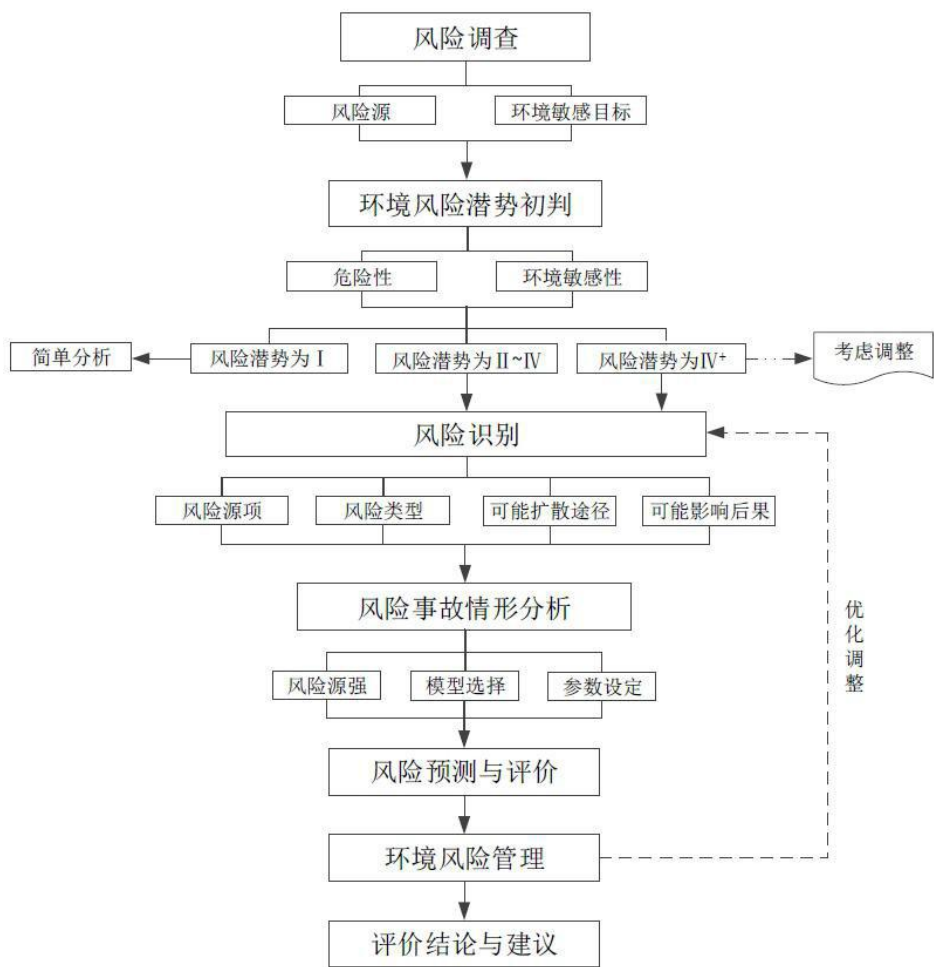 风险调查
风险源
环境敏感目标
环境风险潜势初判
危险性
环境敏感性
简单分析
风险潜势为Ⅰ
风险潜势为Ⅱ~Ⅳ
风险潜势为Ⅳ⁺
考虑调整
风险识别
风险源项
风险类型
可能扩散途径
可能影响后果
风险事故情形分析
风险源强
模型选择
参数设定
优化调整
风险预测与评价
环境风险管理
评价结论与建议